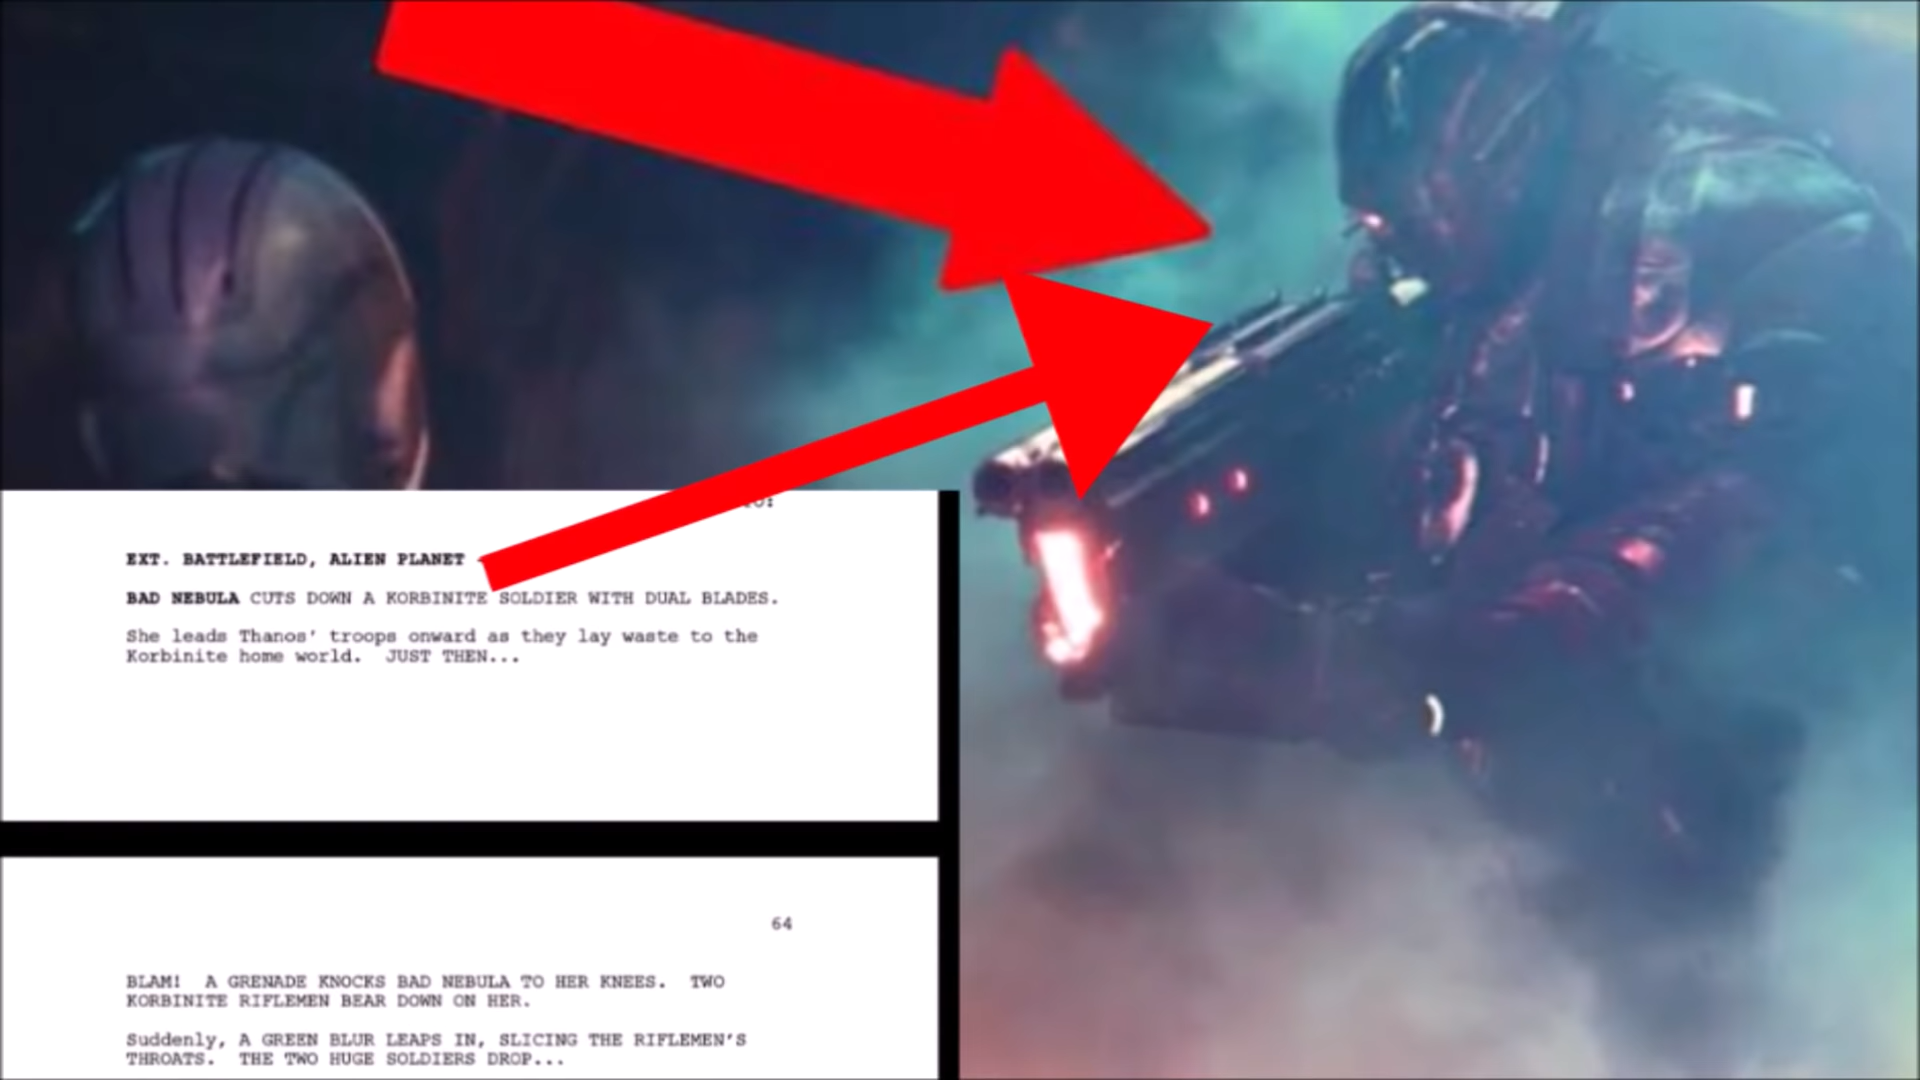 EXT. BATTLEFIELD, ALIEN PLANET
BAD NEBULA CUTS DOWN A KORBINITE SOLDIER WITH DUAL BLADES.
She leads Thanos' troops onward as they lay waste to the
Korbinite home world. JUST THEN...
64
BLAM! A GRENADE KNOCKS BAD NEBULA TO HER KNEES. TWO
KORBINITE RIFLEMEN BEAR DOWN ON HER.
Suddenly, A GREEN BLUR LEAPS IN, SLICING THE RIFLEMEN'S
THROATS. THE TWO HUGE SOLDIERS DROP...